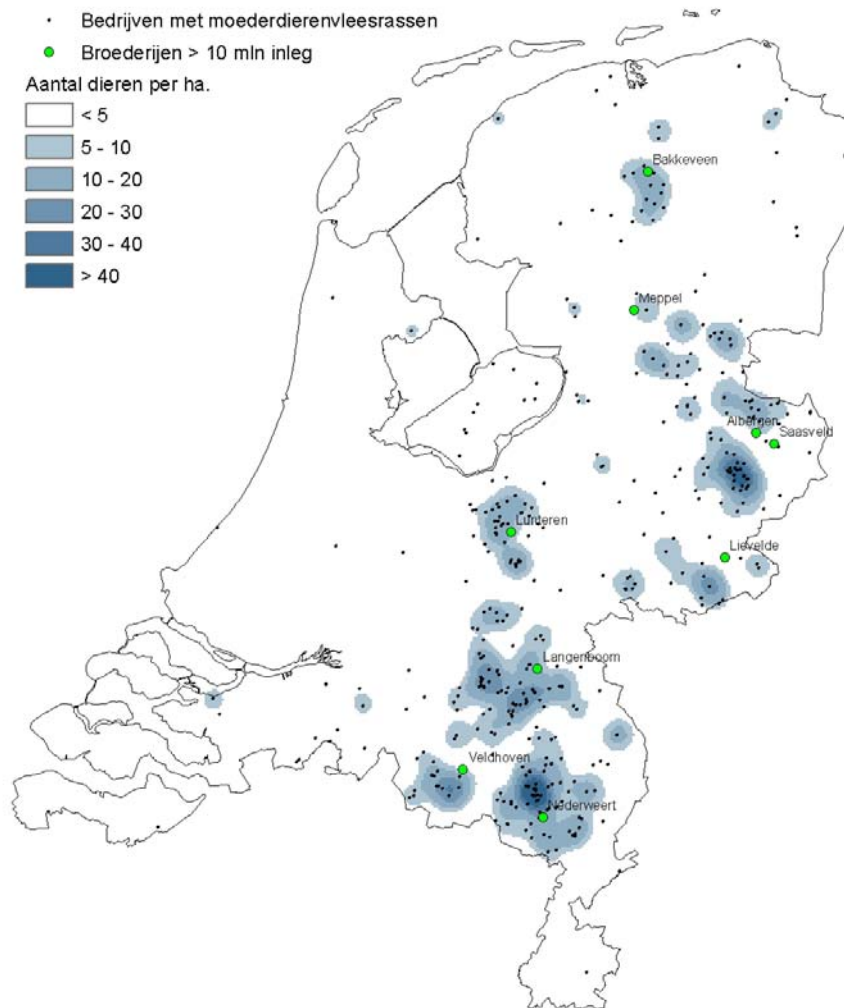 Bedrijven met moederdierenvleesrassen
Broederijen > 10 mln inleg
Aantal dieren per ha.
< 5
5 - 10
10 - 20
20 - 30
30 - 40
> 40
Bakkeveen
Meppel
Albergen
Saasveld
Lunteren
Lievelde
Langenboom
Veldhoven
Nederweert